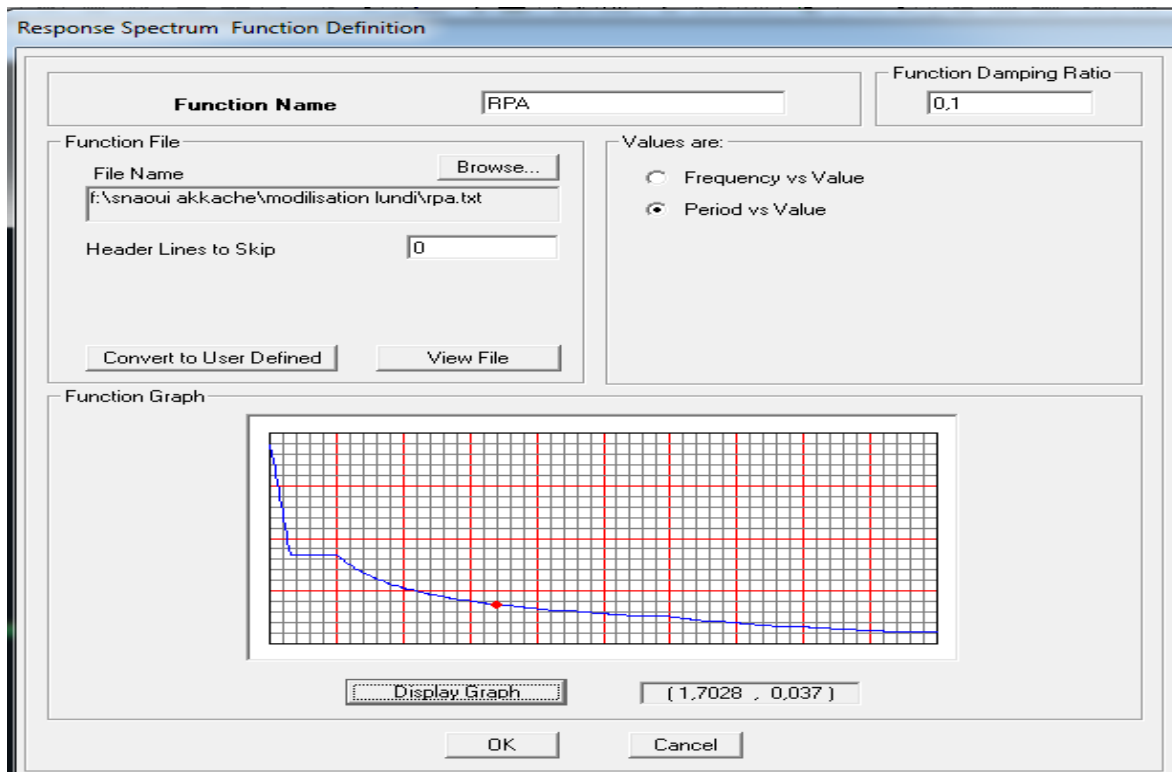 Response Spectrum Function Definition
Function Damping Ratio
Function Name RPA 0,1
Function File
Values are:
File Name Browse...
f:\snaoui akkache\modilisation lundi\rpa.txt
Frequency vs Value
Period vs Value
Header Lines to Skip 0
Convert to User Defined View File
Function Graph
Display Graph ( 1,7028 , 0,037 )
OK Cancel